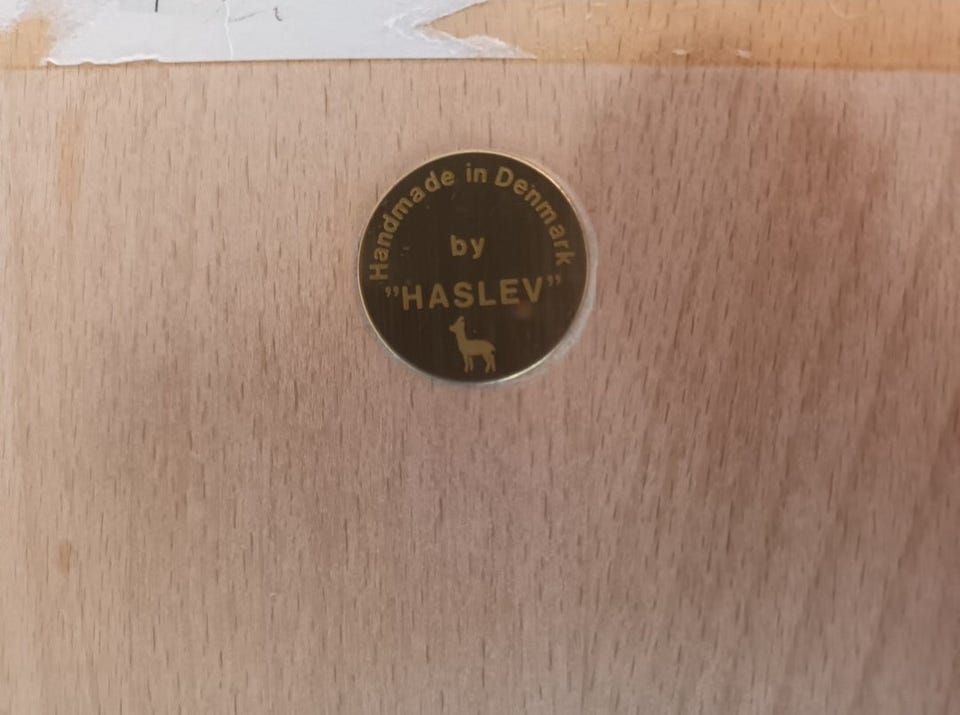 Handmade in Denmark
by
”HASLEV”